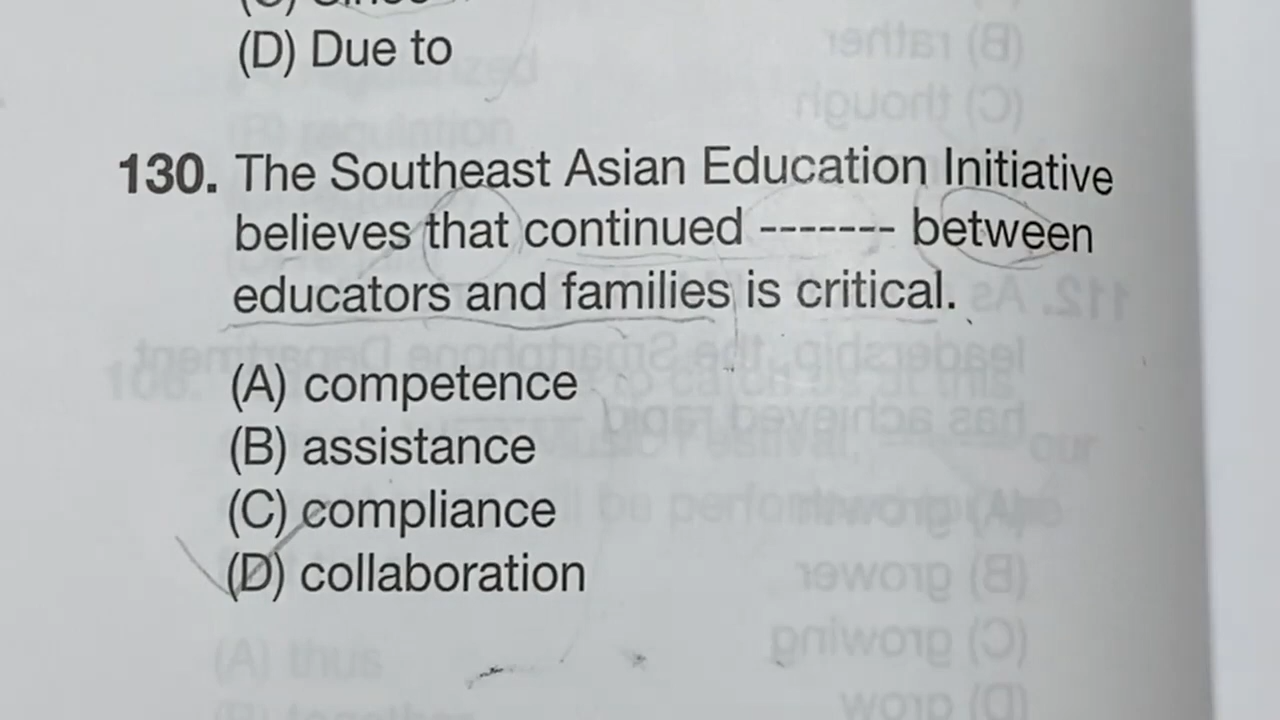 (D) Due to
130. The Southeast Asian Education Initiative
believes that continued ------- between
educators and families is critical.
(A) competence
(B) assistance
(C) compliance
(D) collaboration